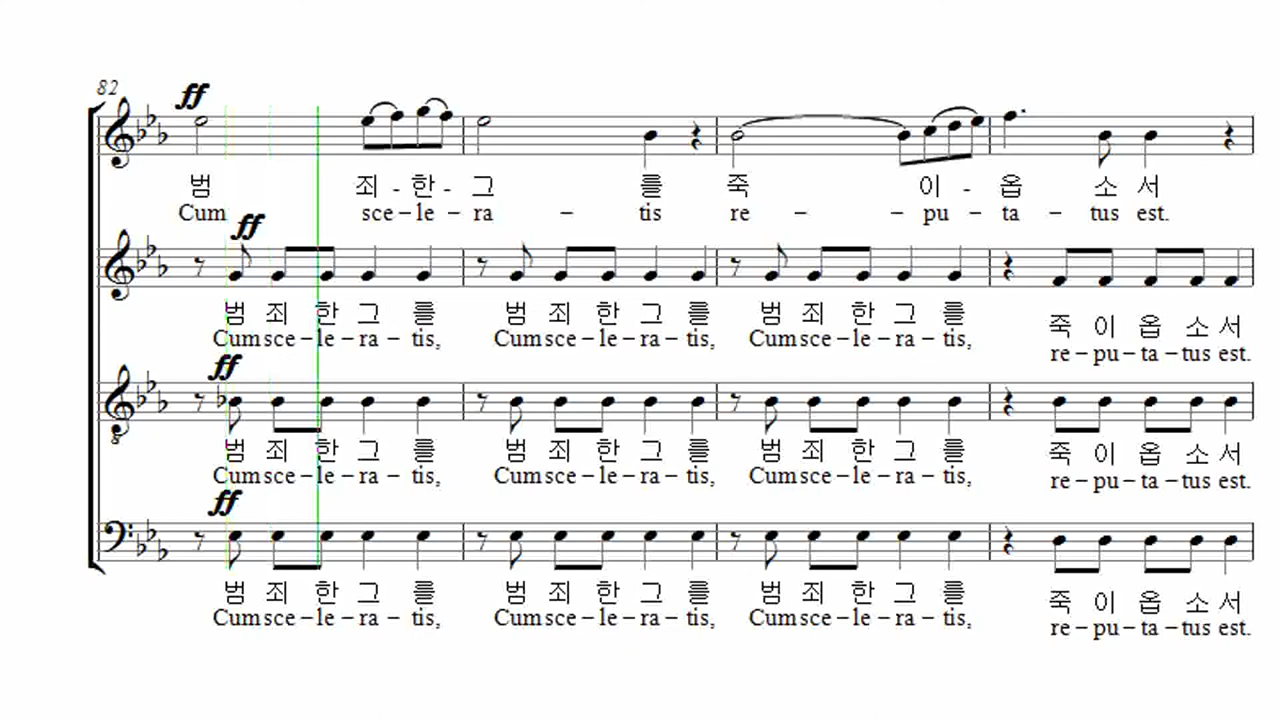 82
ff
범 죄 - 한 - 그 를 죽 이 - 옵 소 서
Cum sce – le – ra – tis re – – pu – ta – tus est.
ff
범 죄 한 그 를 범 죄 한 그 를 범 죄 한 그 를 죽 이 옵 소 서
Cum sce – le – ra – tis, Cum sce – le – ra – tis, Cum sce – le – ra – tis, re – pu – ta – tus est.
ff
범 죄 한 그 를 범 죄 한 그 를 범 죄 한 그 를 죽 이 옵 소 서
Cum sce – le – ra – tis, Cum sce – le – ra – tis, Cum sce – le – ra – tis, re – pu – ta – tus est.
ff
범 죄 한 그 를 범 죄 한 그 를 범 죄 한 그 를 죽 이 옵 소 서
Cum sce – le – ra – tis, Cum sce – le – ra – tis, Cum sce – le – ra – tis, re – pu – ta – tus est.